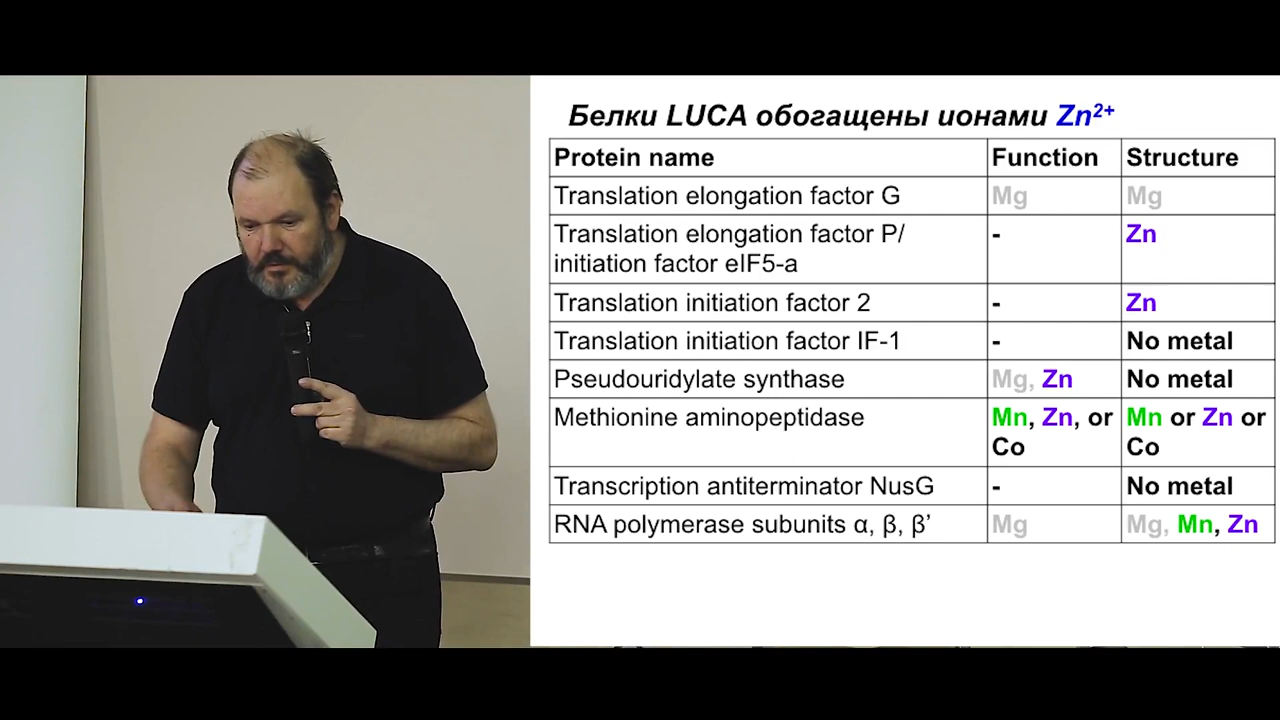 Белки LUCA обогащены ионами Zn²⁺
Protein name Function Structure
Translation elongation factor G Mg Mg
Translation elongation factor P/ - Zn
initiation factor eIF5-a
Translation initiation factor 2 - Zn
Translation initiation factor IF-1 - No metal
Pseudouridylate synthase Mg, Zn No metal
Methionine aminopeptidase Mn, Zn, or Mn or Zn or
Co Co
Transcription antiterminator NusG - No metal
RNA polymerase subunits α, β, β’ Mg Mg, Mn, Zn